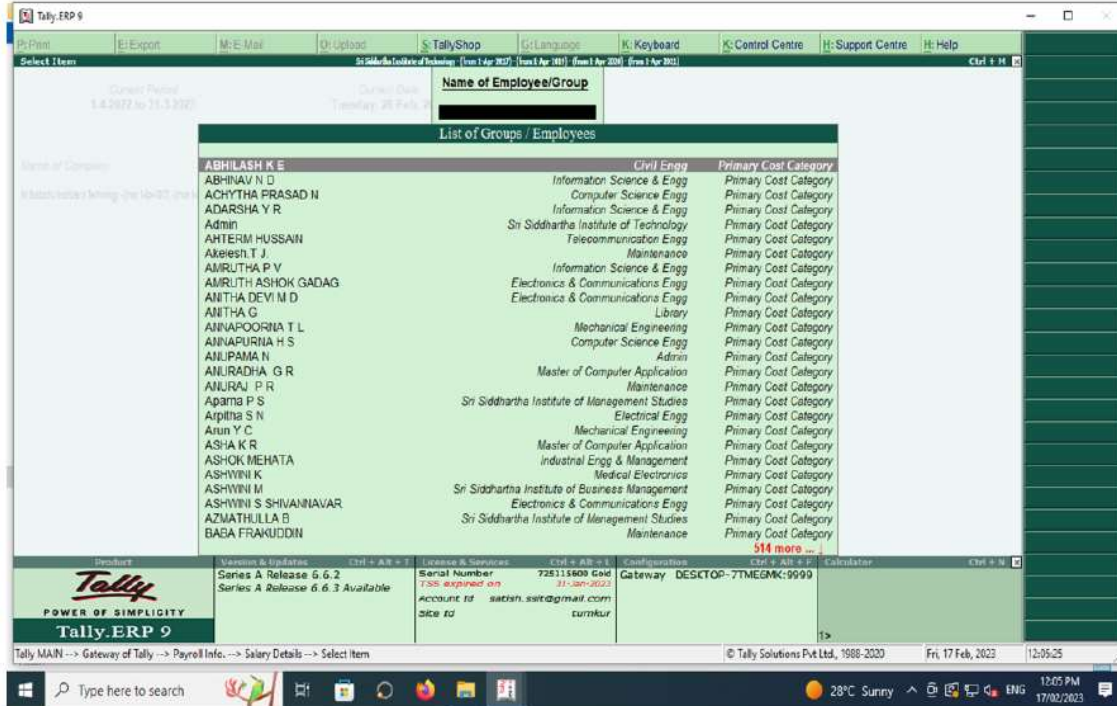 Tally.ERP 9
P: Print E: Export M: E-Mail O: Upload S: TallyShop G: Language K: Keyboard K: Control Centre H: Support Centre H: Help
Select Item Ctrl + M
Current Period Current Date
Name of Employee/Group
List of Groups / Employees
Name of Company
ABHILASH K E Civil Engg Primary Cost Category
ABHINAV N D Information Science & Engg Primary Cost Category
ACHYTHA PRASAD N Computer Science Engg Primary Cost Category
ADARSHA Y R Information Science & Engg Primary Cost Category
Admin Sri Siddhartha Institute of Technology Primary Cost Category
AHTERM HUSSAIN Telecommunication Engg Primary Cost Category
Akelesh.T J. Maintenance Primary Cost Category
AMRUTHA P V Information Science & Engg Primary Cost Category
AMRUTH ASHOK GADAG Electronics & Communications Engg Primary Cost Category
ANITHA DEVI M D Electronics & Communications Engg Primary Cost Category
ANITHA G Library Primary Cost Category
ANNAPOORNA T L Mechanical Engineering Primary Cost Category
ANNAPURNA H S Computer Science Engg Primary Cost Category
ANUPAMA N Admin Primary Cost Category
ANURADHA G R Master of Computer Application Primary Cost Category
ANURAJ P R Maintenance Primary Cost Category
Aparna P S Sri Siddhartha Institute of Management Studies Primary Cost Category
Arpitha S N Electrical Engg Primary Cost Category
Arun Y C Mechanical Engineering Primary Cost Category
ASHA K R Master of Computer Application Primary Cost Category
ASHOK MEHATA Industrial Engg & Management Primary Cost Category
ASHWINI K Medical Electronics Primary Cost Category
ASHWINI M Sri Siddhartha Institute of Business Management Primary Cost Category
ASHWINI S SHIVANNAVAR Electronics & Communications Engg Primary Cost Category
AZMATHULLA B Sri Siddhartha Institute of Management Studies Primary Cost Category
BABA FRAKUDDIN Maintenance Primary Cost Category
514 more ... ↓
Product Version & Updates Ctrl + Alt + T License & Services Ctrl + Alt + L Configuration Ctrl + Alt + F Calculator Ctrl + N
Tally
POWER OF SIMPLICITY
Tally.ERP 9
Series A Release 6.6.2
Series A Release 6.6.3 Available
Serial Number 725115600 Gold
TSS expired on 31-Jan-2023
Account Id satish.ssit@gmail.com
Site Id tumkur
Gateway DESKTOP-7TME6MK:9999
1>
Tally MAIN --> Gateway of Tally --> Payroll Info. --> Salary Details --> Select Item © Tally Solutions Pvt Ltd., 1988-2020 Fri, 17 Feb, 2023 12:05:25
Type here to search 28°C Sunny ENG 12:05 PM
17/02/2023